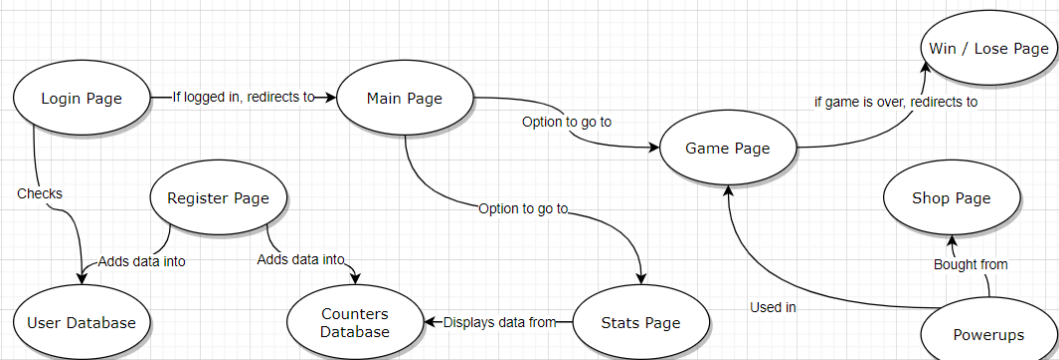 Win / Lose Page
Login Page
If logged in, redirects to
Main Page
if game is over, redirects to
Option to go to
Game Page
Checks
Register Page
Option to go to
Shop Page
Adds data into
Adds data into
Bought from
User Database
Counters
Database
Displays data from
Stats Page
Used in
Powerups